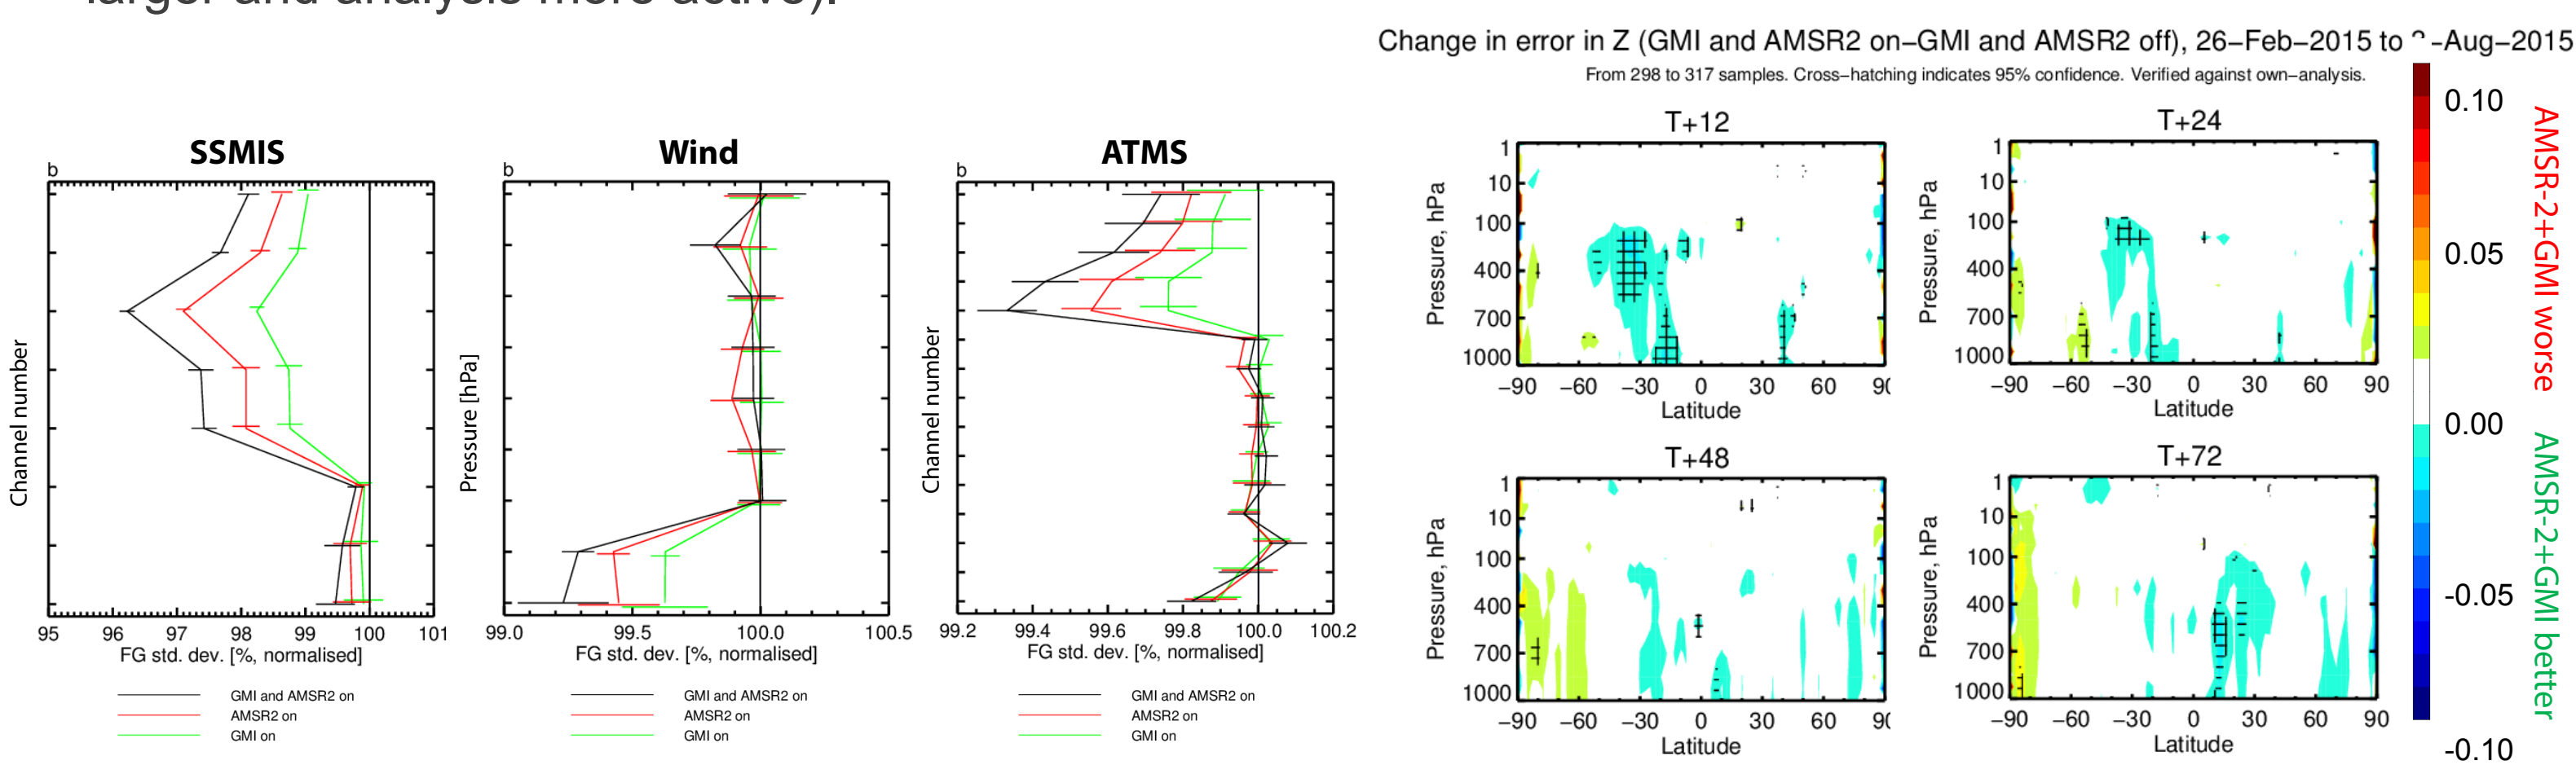 larger and analysis more active).
Change in error in Z (GMI and AMSR2 on−GMI and AMSR2 off), 26−Feb−2015 to −Aug−2015
From 298 to 317 samples. Cross−hatching indicates 95% confidence. Verified against own−analysis.
SSMIS
b
Channel number
95 96 97 98 99 100 101
FG std. dev. [%, normalised]
GMI and AMSR2 on
AMSR2 on
GMI on
Wind
b
Pressure [hPa]
99.0 99.5 100.0 100.5
FG std. dev. [%, normalised]
GMI and AMSR2 on
AMSR2 on
GMI on
ATMS
b
Channel number
99.2 99.4 99.6 99.8 100.0 100.2
FG std. dev. [%, normalised]
GMI and AMSR2 on
AMSR2 on
GMI on
T+12
Pressure, hPa
1
10
100
400
700
1000
−90 −60 −30 0 30 60 90
Latitude
T+24
Pressure, hPa
1
10
100
400
700
1000
−90 −60 −30 0 30 60 90
Latitude
T+48
Pressure, hPa
1
10
100
400
700
1000
−90 −60 −30 0 30 60 90
Latitude
T+72
Pressure, hPa
1
10
100
400
700
1000
−90 −60 −30 0 30 60 90
Latitude
0.10
0.05
0.00
-0.05
-0.10
AMSR-2+GMI worse
AMSR-2+GMI better